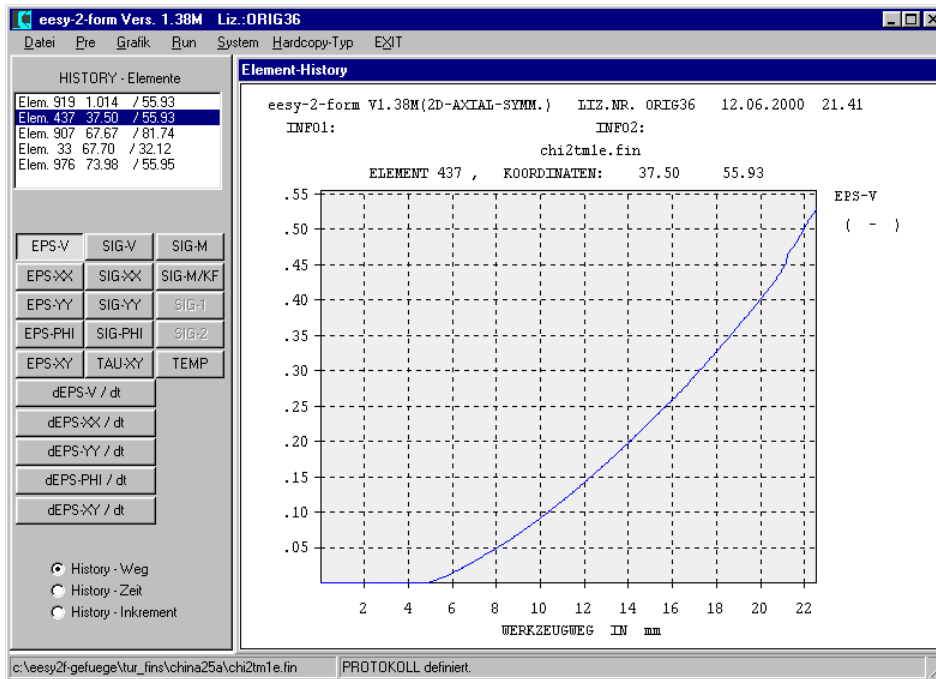 eesy-2-form Vers. 1.38M Liz.:ORIG36
Datei Pre Grafik Run System Hardcopy-Typ EXIT
HISTORY - Elemente
Elem. 919 1.014 / 55.93
Elem. 437 37.50 / 55.93
Elem. 907 67.67 / 81.74
Elem. 33 67.70 / 32.12
Elem. 976 73.98 / 55.95
EPS-V SIG-V SIG-M
EPS-XX SIG-XX SIG-M/KF
EPS-YY SIG-YY SIG-1
EPS-PHI SIG-PHI SIG-2
EPS-XY TAU-XY TEMP
dEPS-V / dt
dEPS-XX / dt
dEPS-YY / dt
dEPS-PHI / dt
dEPS-XY / dt
History - Weg
History - Zeit
History - Inkrement
Element-History
eesy-2-form V1.38M(2D-AXIAL-SYMM.) LIZ.NR. ORIG36 12.06.2000 21.41
INFO1: INFO2:
chi2tm1e.fin
ELEMENT 437 , KOORDINATEN: 37.50 55.93
EPS-V
( - )
.55
.50
.45
.40
.35
.30
.25
.20
.15
.10
.05
2 4 6 8 10 12 14 16 18 20 22
WERKZEUGWEG IN mm
c:\eesy2f-gefuege\tur_fins\china25a\chi2tm1e.fin PROTOKOLL definiert.